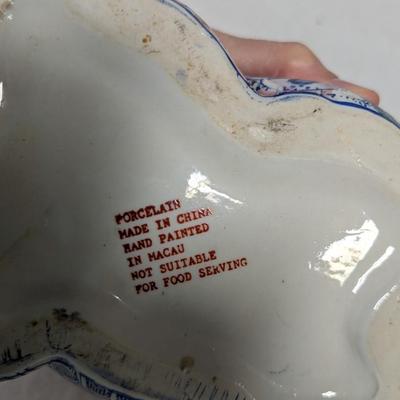 PORCELAIN
MADE IN CHINA
HAND PAINTED
IN MACAU
NOT SUITABLE
FOR FOOD SERVING